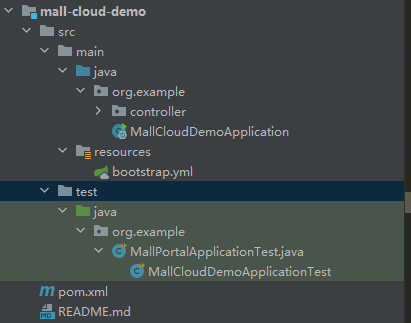 mall-cloud-demo
src
main
java
org.example
controller
MallCloudDemoApplication
resources
bootstrap.yml
test
java
org.example
MallPortalApplicationTest.java
MallCloudDemoApplicationTest
pom.xml
README.md